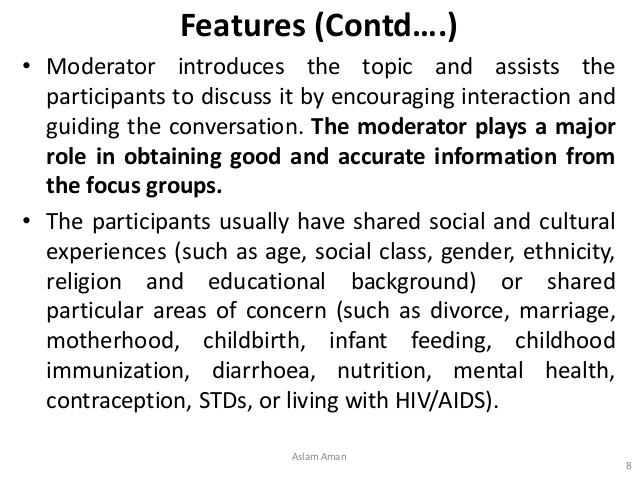 Features (Contd….)
• Moderator introduces the topic and assists the
participants to discuss it by encouraging interaction and
guiding the conversation. The moderator plays a major
role in obtaining good and accurate information from
the focus groups.
• The participants usually have shared social and cultural
experiences (such as age, social class, gender, ethnicity,
religion and educational background) or shared
particular areas of concern (such as divorce, marriage,
motherhood, childbirth, infant feeding, childhood
immunization, diarrhoea, nutrition, mental health,
contraception, STDs, or living with HIV/AIDS).
Aslam Aman
8